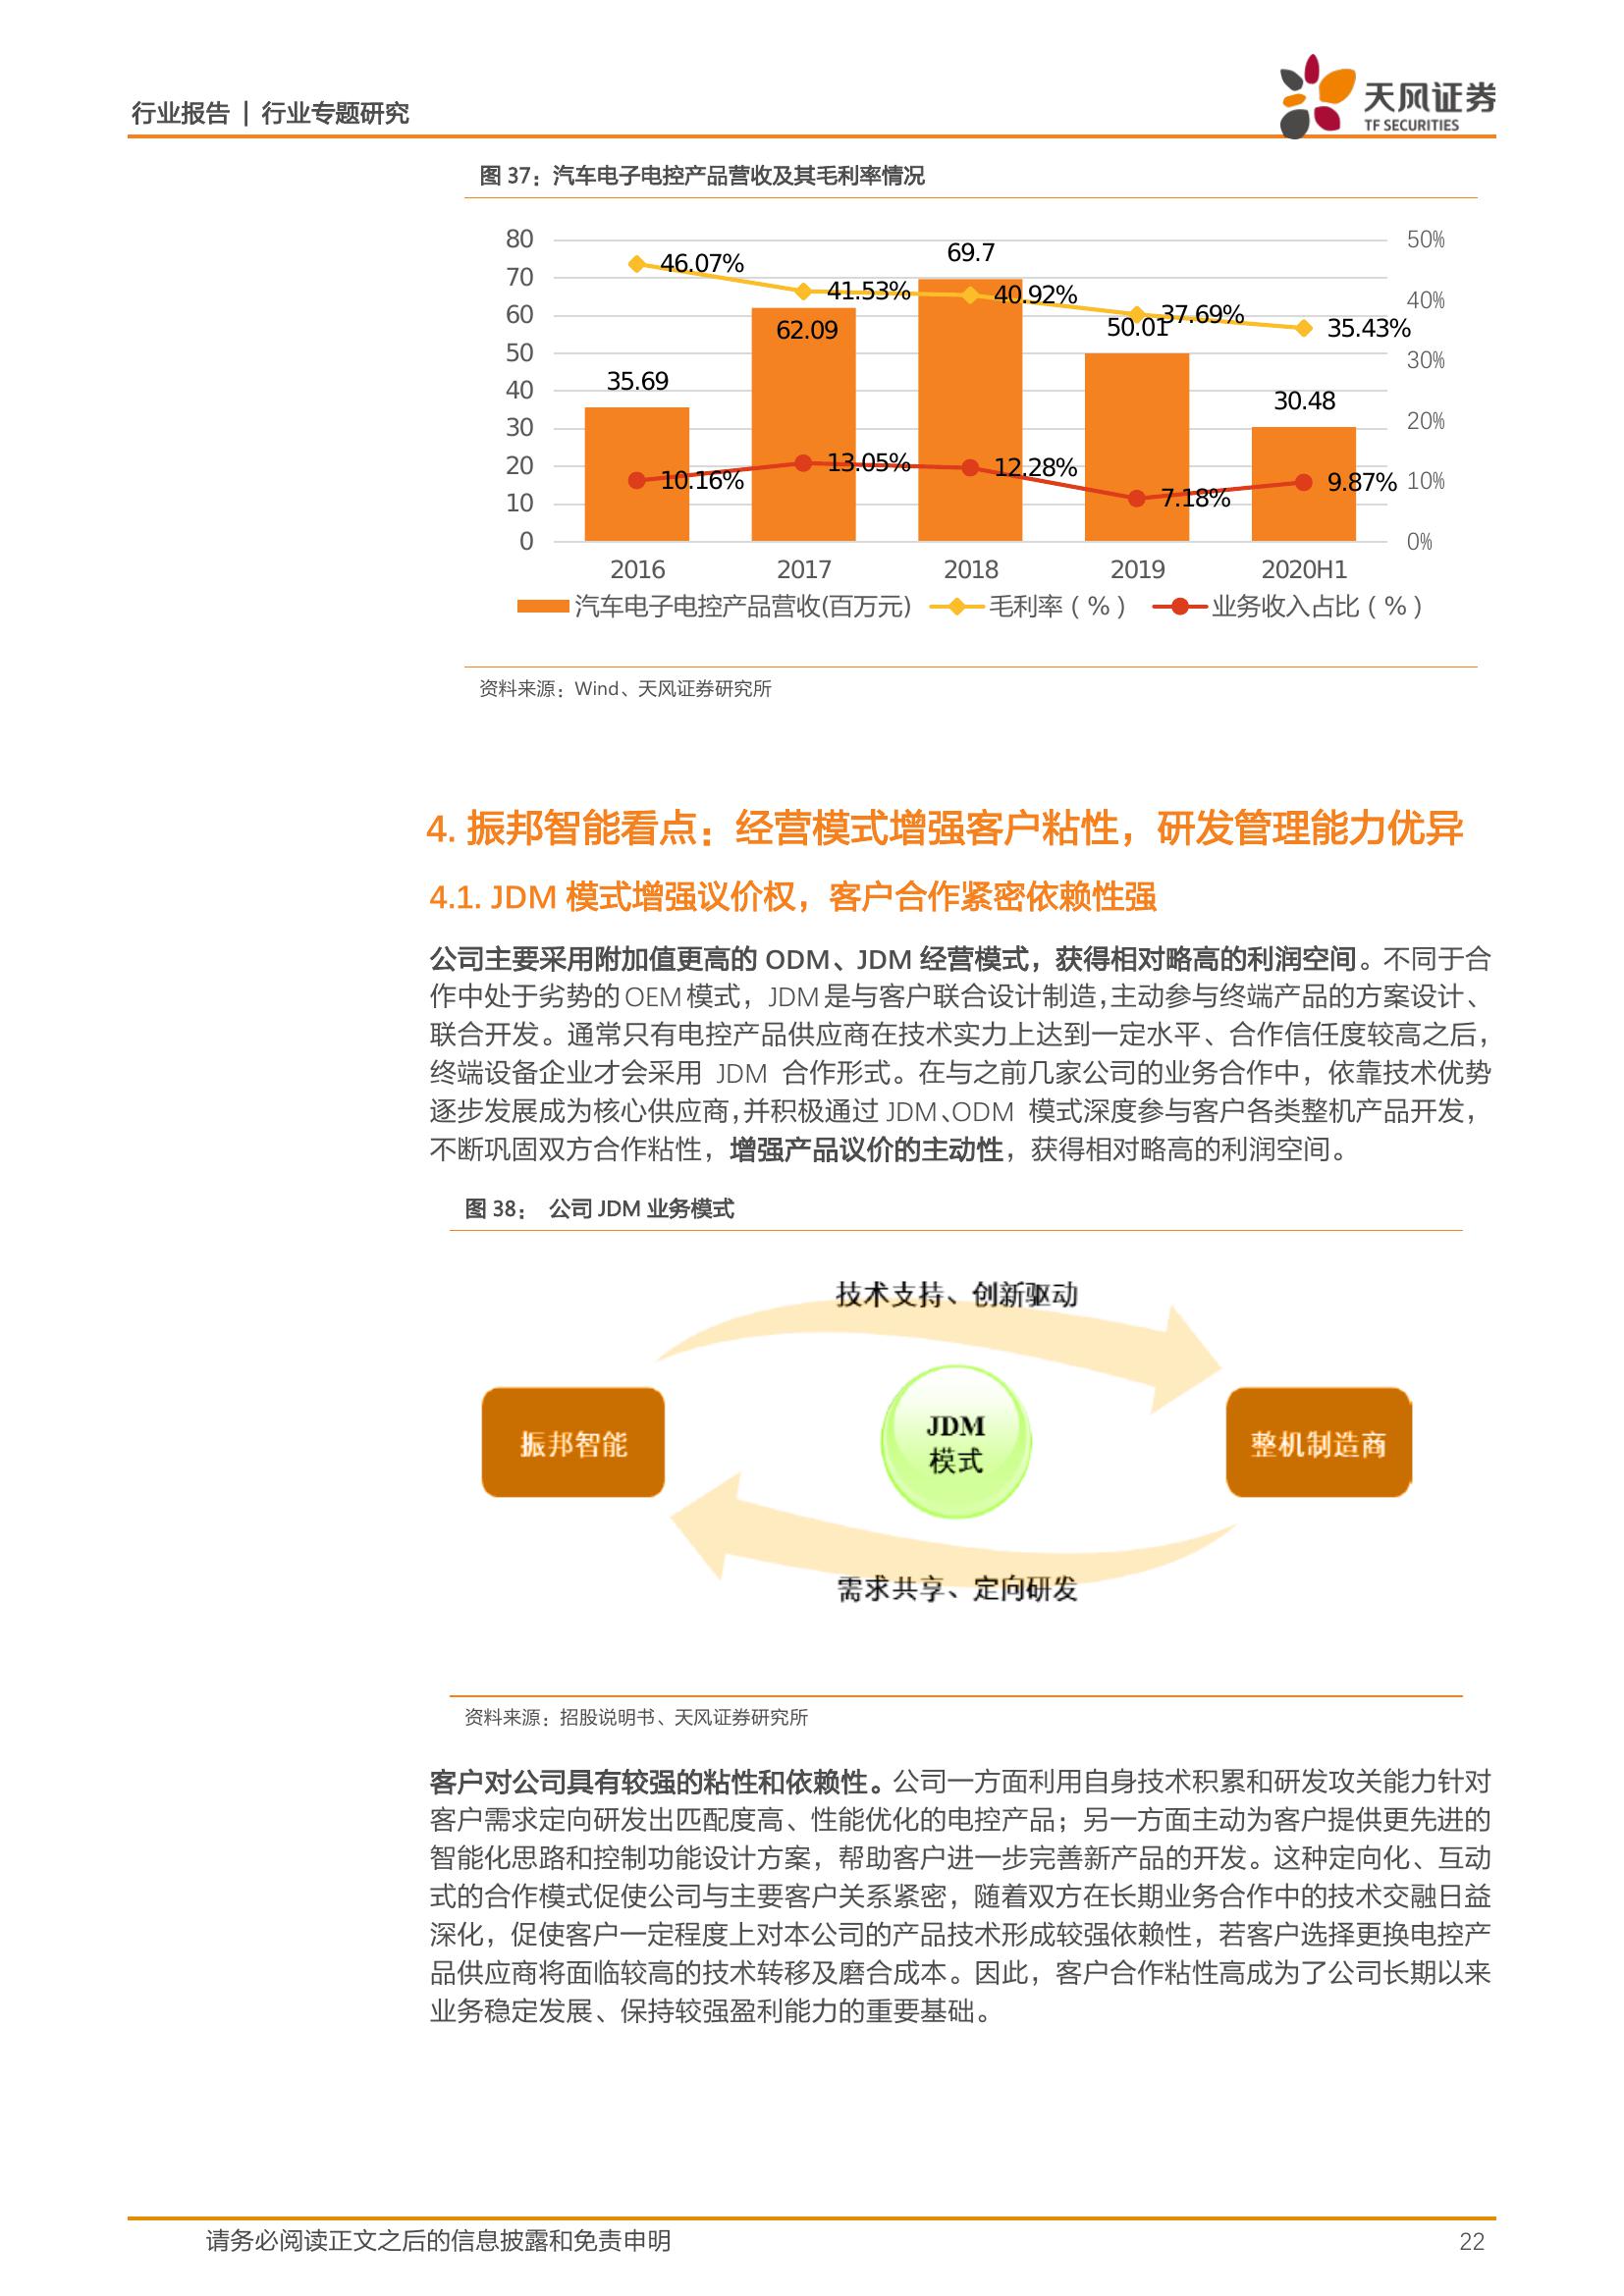 行业报告 | 行业专题研究
天风证券
TF SECURITIES
图 37：汽车电子电控产品营收及其毛利率情况
80
70
60
50
40
30
20
10
0
50%
40%
30%
20%
10%
0%
46.07%
41.53%
40.92%
37.69%
35.43%
35.69
62.09
69.7
50.01
30.48
10.16%
13.05%
12.28%
7.18%
9.87%
2016 2017 2018 2019 2020H1
汽车电子电控产品营收(百万元) 毛利率（%） 业务收入占比（%）
资料来源：Wind、天风证券研究所
4. 振邦智能看点：经营模式增强客户粘性，研发管理能力优异
4.1. JDM 模式增强议价权，客户合作紧密依赖性强
公司主要采用附加值更高的 ODM、JDM 经营模式，获得相对略高的利润空间。不同于合
作中处于劣势的 OEM 模式，JDM 是与客户联合设计制造，主动参与终端产品的方案设计、
联合开发。通常只有电控产品供应商在技术实力上达到一定水平、合作信任度较高之后，
终端设备企业才会采用 JDM 合作形式。在与之前几家公司的业务合作中，依靠技术优势
逐步发展成为核心供应商，并积极通过 JDM、ODM 模式深度参与客户各类整机产品开发，
不断巩固双方合作粘性，增强产品议价的主动性，获得相对略高的利润空间。
图 38： 公司 JDM 业务模式
技术支持、创新驱动
振邦智能
JDM
模式
整机制造商
需求共享、定向研发
资料来源：招股说明书、天风证券研究所
客户对公司具有较强的粘性和依赖性。公司一方面利用自身技术积累和研发攻关能力针对
客户需求定向研发出匹配度高、性能优化的电控产品；另一方面主动为客户提供更先进的
智能化思路和控制功能设计方案，帮助客户进一步完善新产品的开发。这种定向化、互动
式的合作模式促使公司与主要客户关系紧密，随着双方在长期业务合作中的技术交融日益
深化，促使客户一定程度上对本公司的产品技术形成较强依赖性，若客户选择更换电控产
品供应商将面临较高的技术转移及磨合成本。因此，客户合作粘性高成为了公司长期以来
业务稳定发展、保持较强盈利能力的重要基础。
请务必阅读正文之后的信息披露和免责申明
22